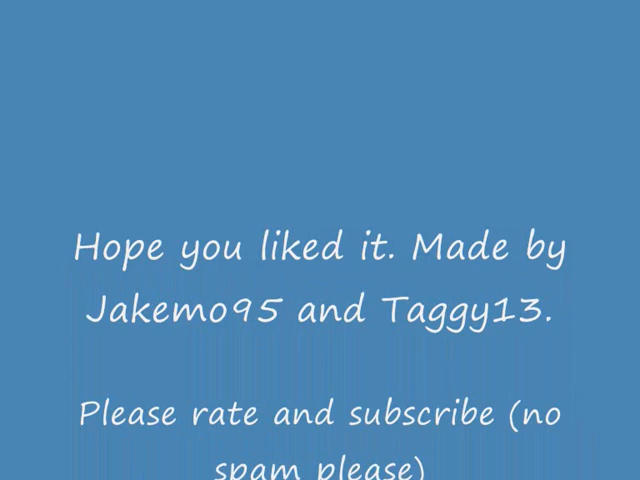 Hope you liked it. Made by
Jakemo95 and Taggy13.
Please rate and subscribe (no
spam please)